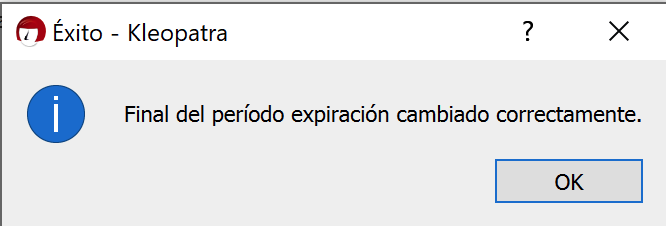 Éxito - Kleopatra
?
Final del período expiración cambiado correctamente.
OK